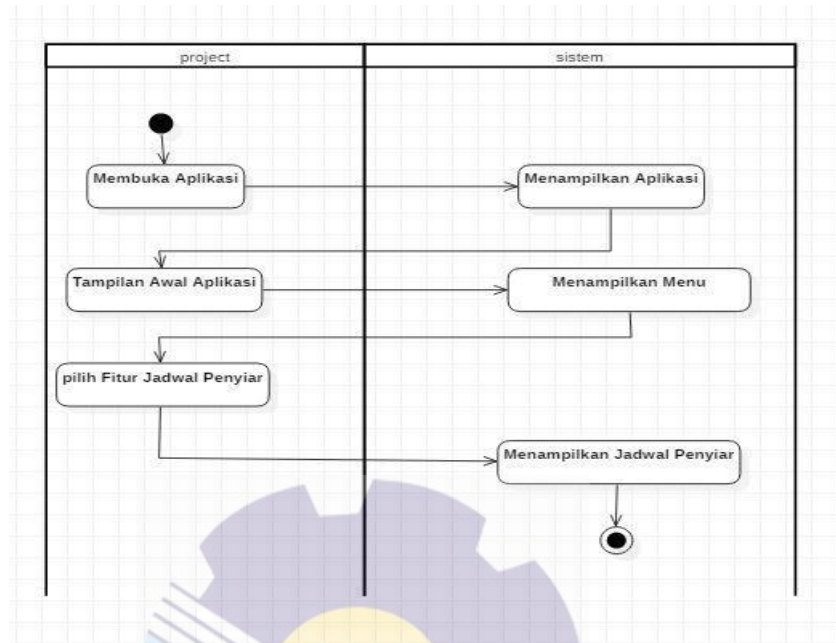 project
sistem
Membuka Aplikasi
Menampilkan Aplikasi
Tampilan Awal Aplikasi
Menampilkan Menu
pilih Fitur Jadwal Penyiar
Menampilkan Jadwal Penyiar